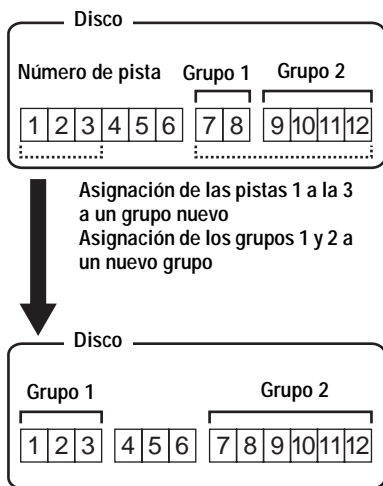 Disco
Número de pista Grupo 1 Grupo 2
1 2 3 4 5 6 7 8 9 10 11 12
Asignación de las pistas 1 a la 3
a un grupo nuevo
Asignación de los grupos 1 y 2 a
un nuevo grupo
Disco
Grupo 1 Grupo 2
1 2 3 4 5 6 7 8 9 10 11 12